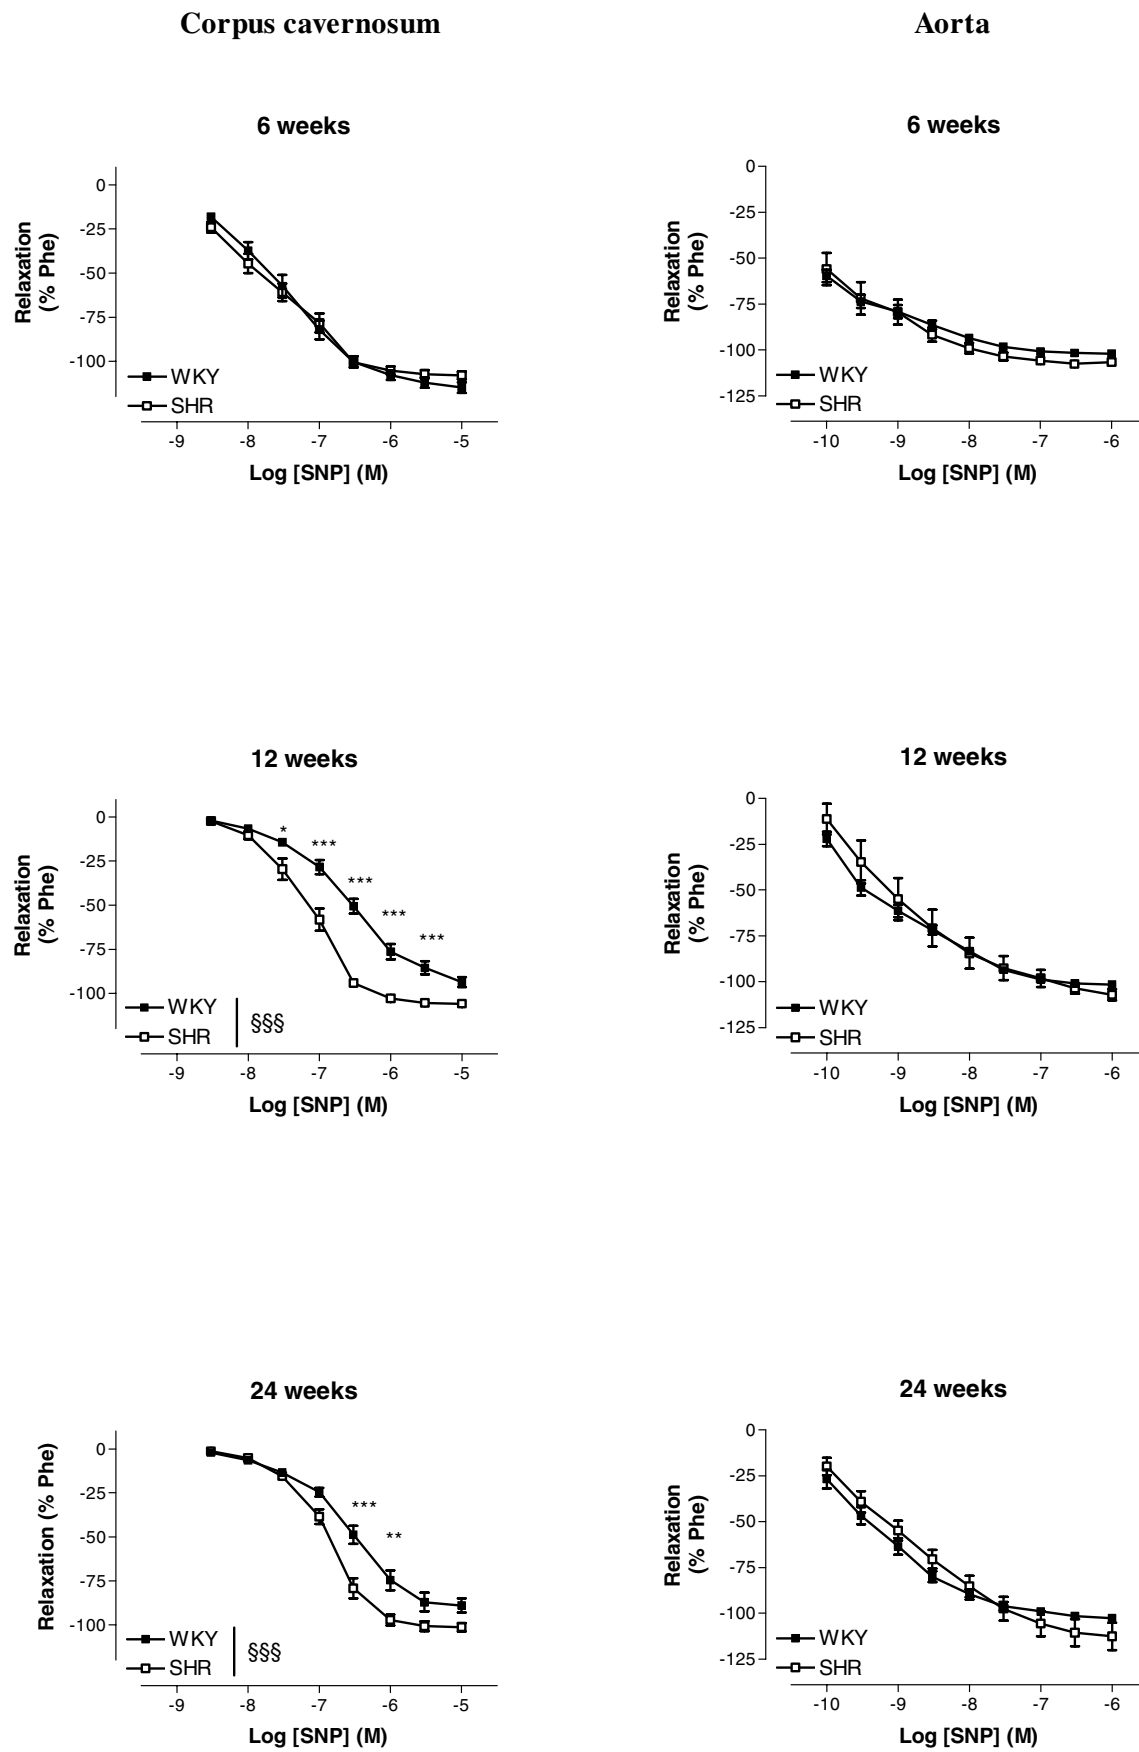 Corpus cavernosum
Aorta
6 weeks
0
-25
-50
-75
-100
Relaxation
(% Phe)
WKY
SHR
-9 -8 -7 -6 -5
Log [SNP] (M)
6 weeks
0
-25
-50
-75
-100
-125
Relaxation
(% Phe)
WKY
SHR
-10 -9 -8 -7 -6
Log [SNP] (M)
12 weeks
0
-25
-50
-75
-100
Relaxation
(% Phe)
*
***
***
***
***
WKY
SHR
§§§
-9 -8 -7 -6 -5
Log [SNP] (M)
12 weeks
0
-25
-50
-75
-100
-125
Relaxation
(% Phe)
WKY
SHR
-10 -9 -8 -7 -6
Log [SNP] (M)
24 weeks
0
-25
-50
-75
-100
Relaxation (% Phe)
***
**
WKY
SHR
§§§
-9 -8 -7 -6 -5
Log [SNP] (M)
24 weeks
0
-25
-50
-75
-100
-125
Relaxation
(% Phe)
WKY
SHR
-10 -9 -8 -7 -6
Log [SNP] (M)